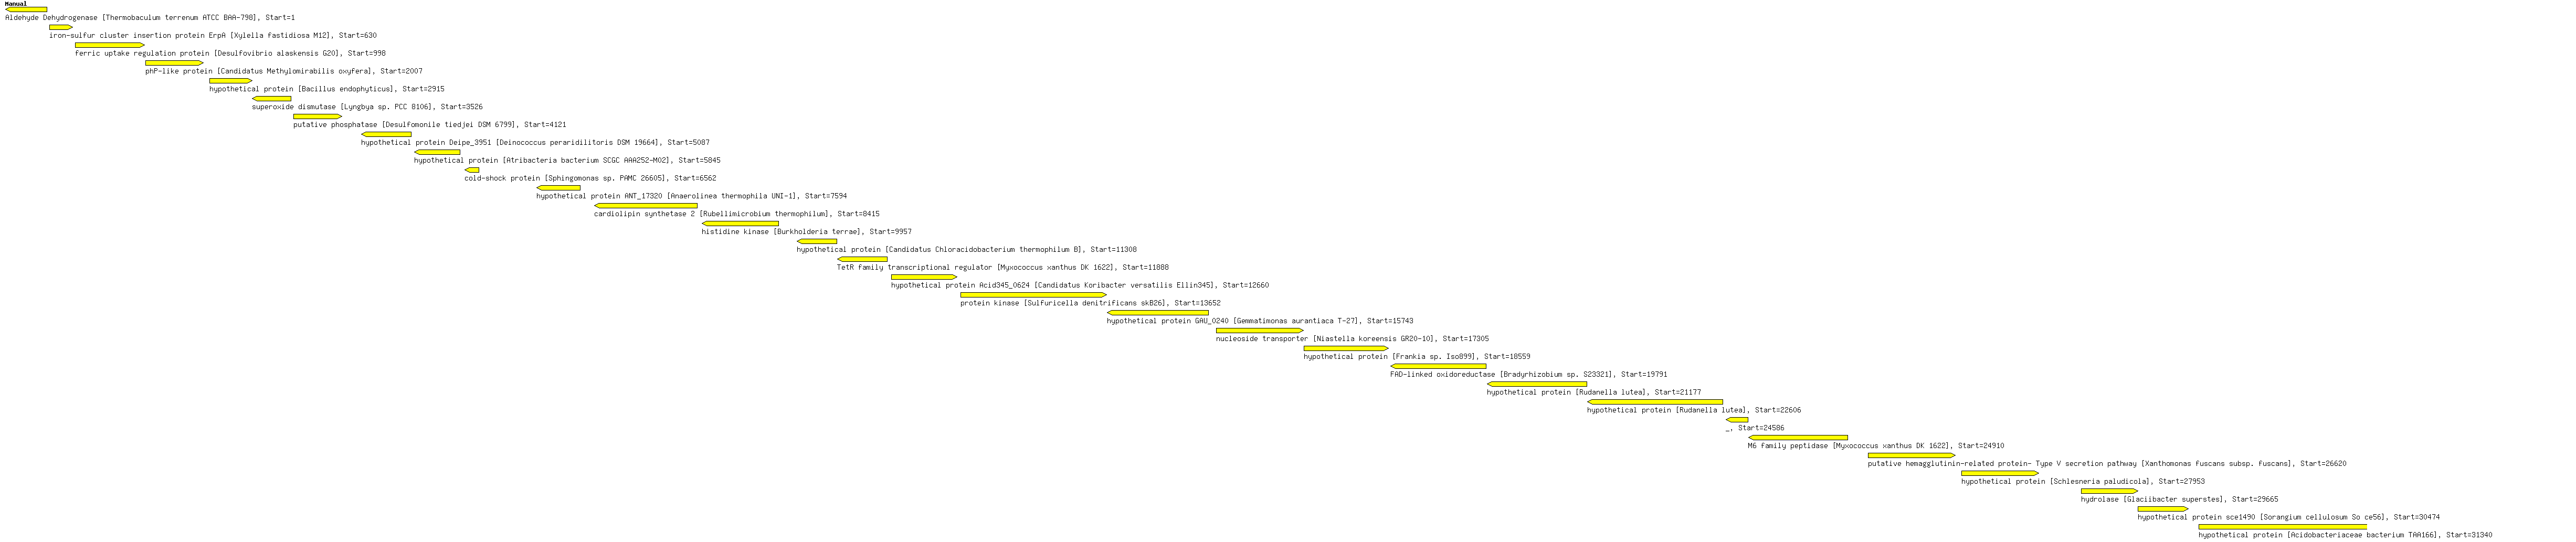 Manual
Aldehyde Dehydrogenase [Thermobaculum terrenum ATCC BAA-798], Start=1
iron-sulfur cluster insertion protein ErpA [Xylella fastidiosa M12], Start=630
ferric uptake regulation protein [Desulfovibrio alaskensis G20], Start=998
phP-like protein [Candidatus Methylomirabilis oxyfera], Start=2007
hypothetical protein [Bacillus endophyticus], Start=2915
superoxide dismutase [Lyngbya sp. PCC 8106], Start=3526
putative phosphatase [Desulfomonile tiedjei DSM 6799], Start=4121
hypothetical protein Deipe_3951 [Deinococcus peraridilitoris DSM 19664], Start=5087
hypothetical protein [Atribacteria bacterium SCGC AAA252-M02], Start=5845
cold-shock protein [Sphingomonas sp. PAMC 26605], Start=6562
hypothetical protein ANT_17320 [Anaerolinea thermophila UNI-1], Start=7594
cardiolipin synthetase 2 [Rubellimicrobium thermophilum], Start=8415
histidine kinase [Burkholderia terrae], Start=9957
hypothetical protein [Candidatus Chloracidobacterium thermophilum B], Start=11308
TetR family transcriptional regulator [Myxococcus xanthus DK 1622], Start=11888
hypothetical protein Acid345_0624 [Candidatus Koribacter versatilis Ellin345], Start=12660
protein kinase [Sulfuricella denitrificans skB26], Start=13652
hypothetical protein GAU_0240 [Gemmatimonas aurantiaca T-27], Start=15743
nucleoside transporter [Niastella koreensis GR20-10], Start=17305
hypothetical protein [Frankia sp. Iso899], Start=18559
FAD-linked oxidoreductase [Bradyrhizobium sp. S23321], Start=19791
hypothetical protein [Rudanella lutea], Start=21177
hypothetical protein [Rudanella lutea], Start=22606
_, Start=24586
M6 family peptidase [Myxococcus xanthus DK 1622], Start=24910
putative hemagglutinin-related protein- Type V secretion pathway [Xanthomonas fuscans subsp. fuscans], Start=26620
hypothetical protein [Schlesneria paludicola], Start=27953
hydrolase [Glaciibacter superstes], Start=29665
hypothetical protein sce1490 [Sorangium cellulosum So ce56], Start=30474
hypothetical protein [Acidobacteriaceae bacterium TAA166], Start=31340